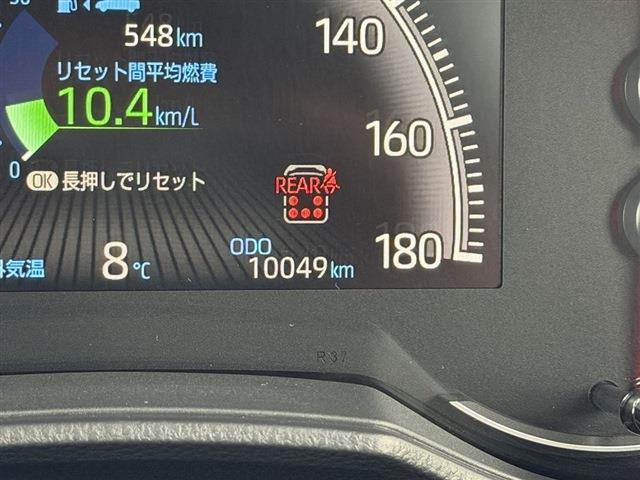 548km
リセット間平均燃費
10.4km/L
0
OK 長押しでリセット
気温 8℃
REAR
ODO
10049km
140
160
180
R37